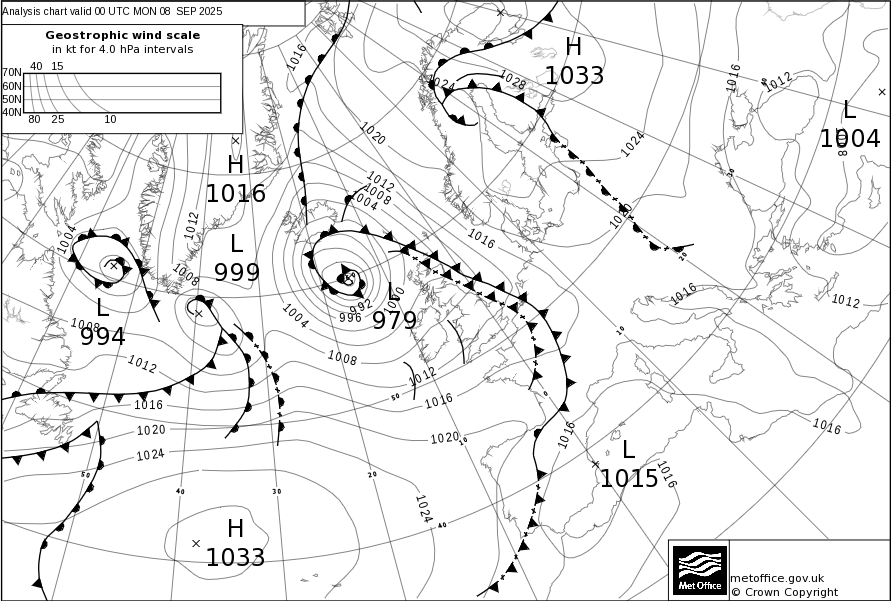 Analysis chart valid 00 UTC MON 08 SEP 2025
Geostrophic wind scale
in kt for 4.0 hPa intervals
40 15
70N
60N
50N
40N
80 25 10
H
1033
L
1004
H
1016
L
999
L
994
L
979
L
1015
H
1033
1016
1024
1028
1020
1012
1008
1004
1016
1012
1024
1016
1012
1004
1012
1008
1016
1004
992
996
1008
1008
1012
1012
1016
1016
1012
1016
1020
1020
1024
1016
1016
1016
1024
50
40
30
20
10
0
10
20
30
50
40
Met Office
metoffice.gov.uk
© Crown Copyright